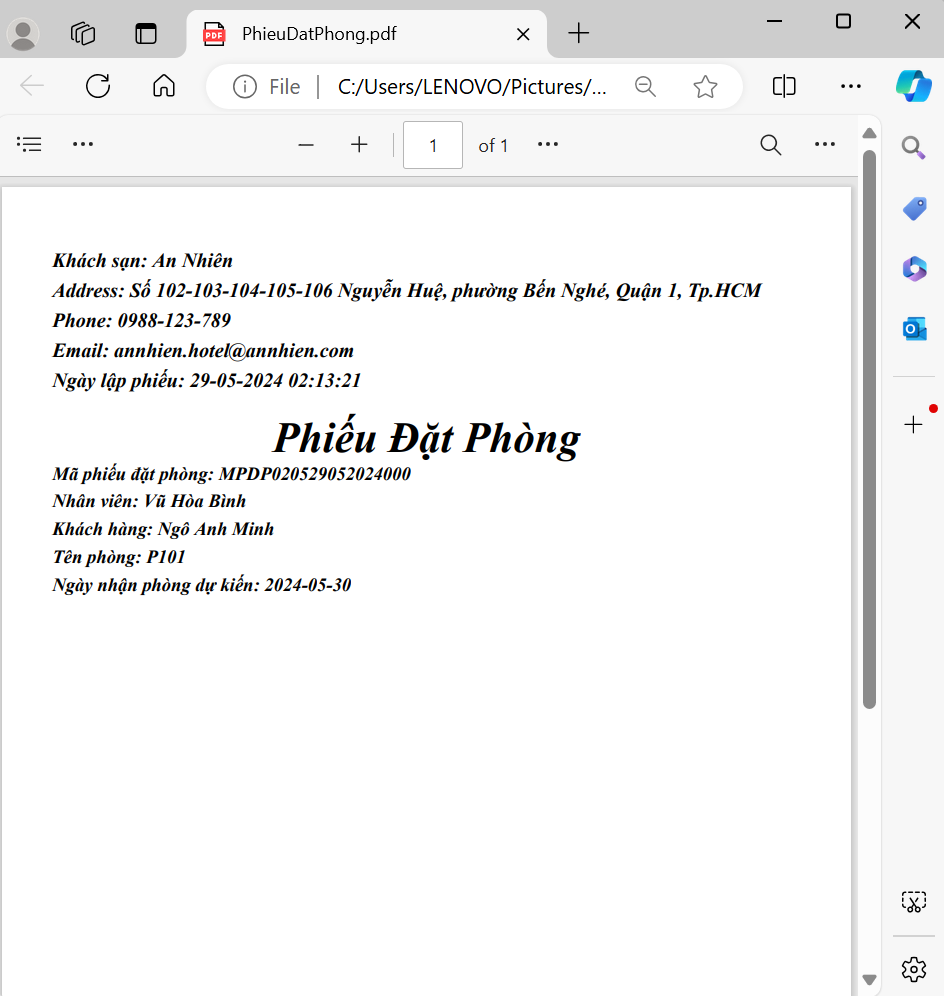 PDF PhieuDatPhong.pdf
File C:/Users/LENOVO/Pictures/...
1 of 1
Khách sạn: An Nhiên
Address: Số 102-103-104-105-106 Nguyễn Huệ, phường Bến Nghé, Quận 1, Tp.HCM
Phone: 0988-123-789
Email: annhien.hotel@annhien.com
Ngày lập phiếu: 29-05-2024 02:13:21
Phiếu Đặt Phòng
Mã phiếu đặt phòng: MPDP020529052024000
Nhân viên: Vũ Hòa Bình
Khách hàng: Ngô Anh Minh
Tên phòng: P101
Ngày nhận phòng dự kiến: 2024-05-30